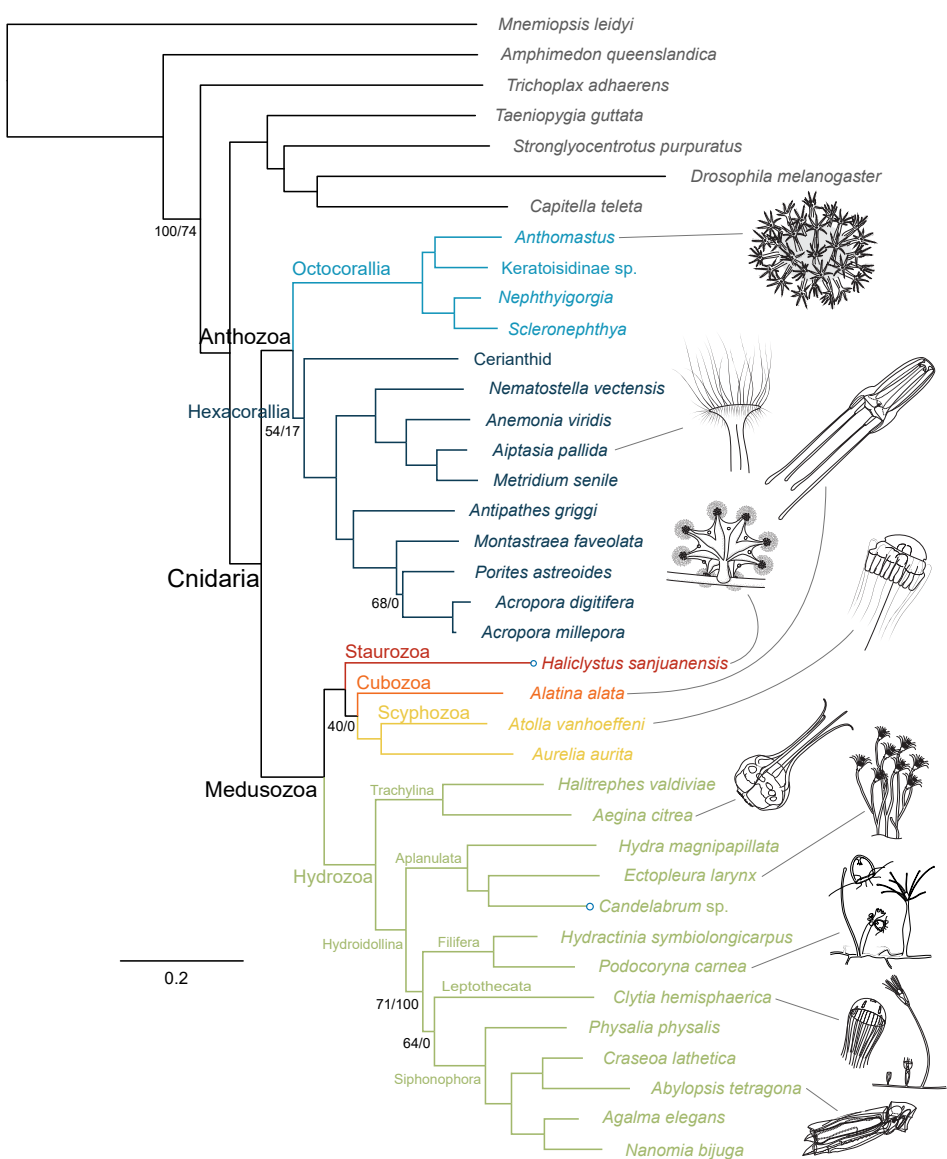 Mnemiopsis leidyi
Amphimedon queenslandica
Trichoplax adhaerens
Taeniopygia guttata
Stronglyocentrotus purpuratus
Drosophila melanogaster
Capitella teleta
100/74
Anthomastus
Octocorallia
Keratoisidinae sp.
Nephthyigorgia
Scleronephthya
Anthozoa
Cerianthid
Nematostella vectensis
Hexacorallia
54/17
Anemonia viridis
Aiptasia pallida
Metridium senile
Antipathes griggi
Montastraea faveolata
Cnidaria
Porites astreoides
68/0
Acropora digitifera
Acropora millepora
Staurozoa
Haliclystus sanjuanensis
Cubozoa
Alatina alata
Scyphozoa
40/0
Atolla vanhoeffeni
Aurelia aurita
Medusozoa
Trachylina
Halitrephes valdiviae
Aegina citrea
Hydra magnipapillata
Aplanulata
Hydrozoa
Ectopleura larynx
Candelabrum sp.
Hydroidollina
Filifera
Hydractinia symbiolongicarpus
Podocoryna carnea
0.2
Leptothecata
71/100
Clytia hemisphaerica
Physalia physalis
64/0
Craseoa lathetica
Siphonophora
Abylopsis tetragona
Agalma elegans
Nanomia bijuga